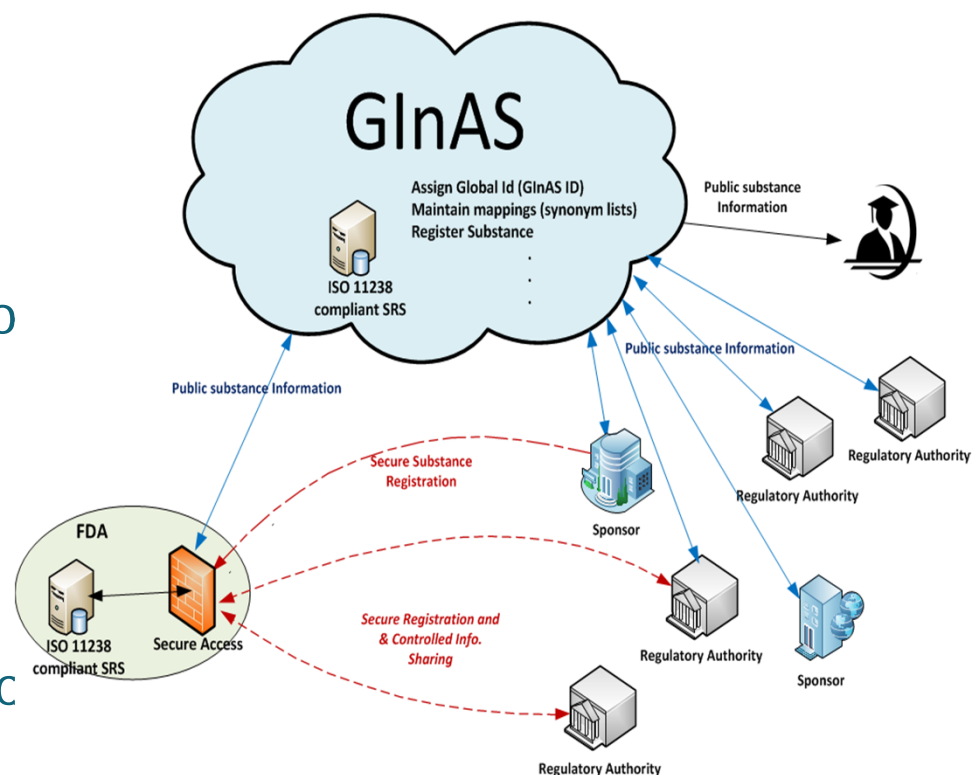 GInAS
Assign Global Id (GInAS ID)
Maintain mappings (synonym lists)
Register Substance
.
.
.
ISO 11238
compliant SRS
Public substance
Information
Public substance Information
Public substance Information
Regulatory Authority
Regulatory Authority
Secure Substance
Registration
Sponsor
FDA
ISO 11238
compliant SRS
Secure Access
Secure Registration and
& Controlled Info.
Sharing
Regulatory Authority
Sponsor
Regulatory Authority